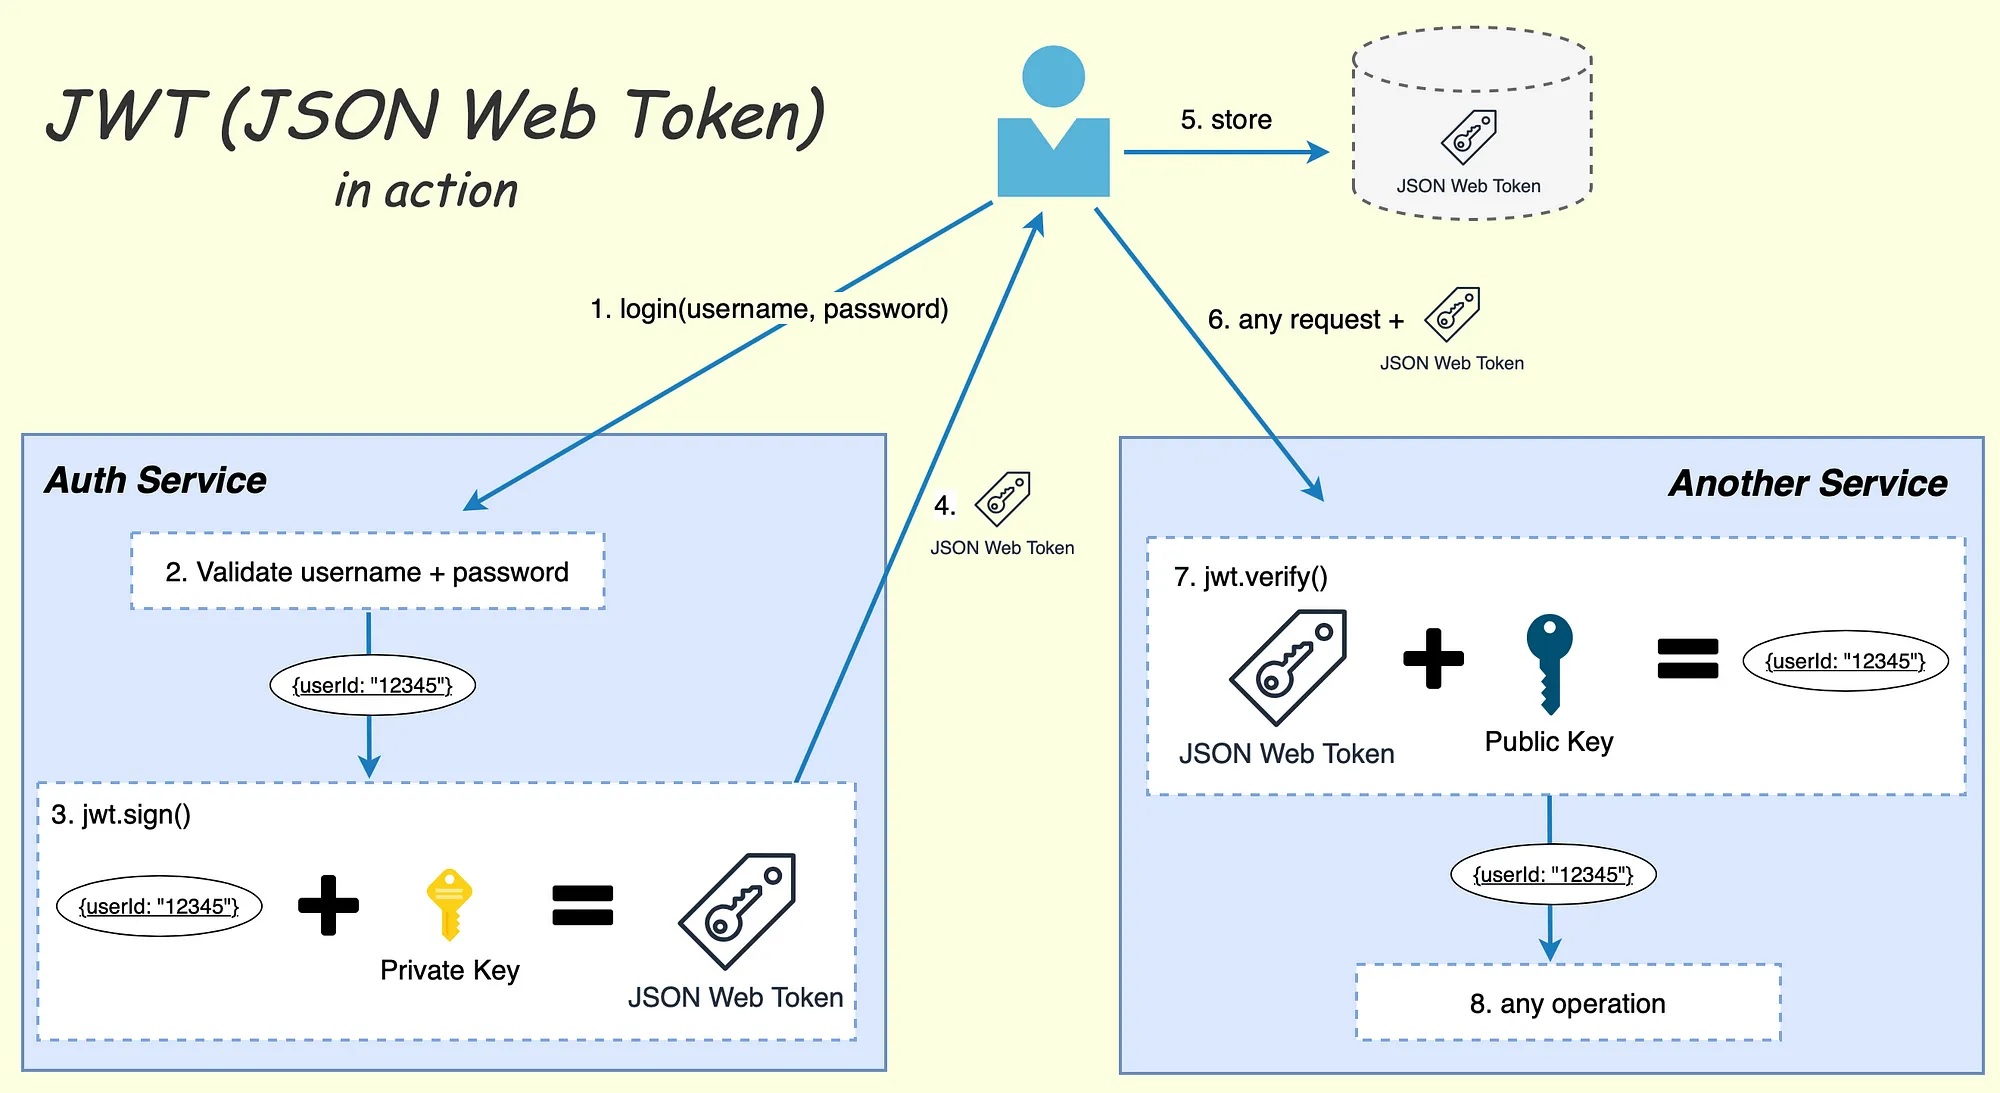 JWT (JSON Web Token)
in action
5. store
JSON Web Token
1. login(username, password)
6. any request +
JSON Web Token
4.
JSON Web Token
Auth Service
2. Validate username + password
{userId: "12345"}
3. jwt.sign()
{userId: "12345"}
Private Key
JSON Web Token
Another Service
7. jwt.verify()
{userId: "12345"}
JSON Web Token
Public Key
{userId: "12345"}
8. any operation